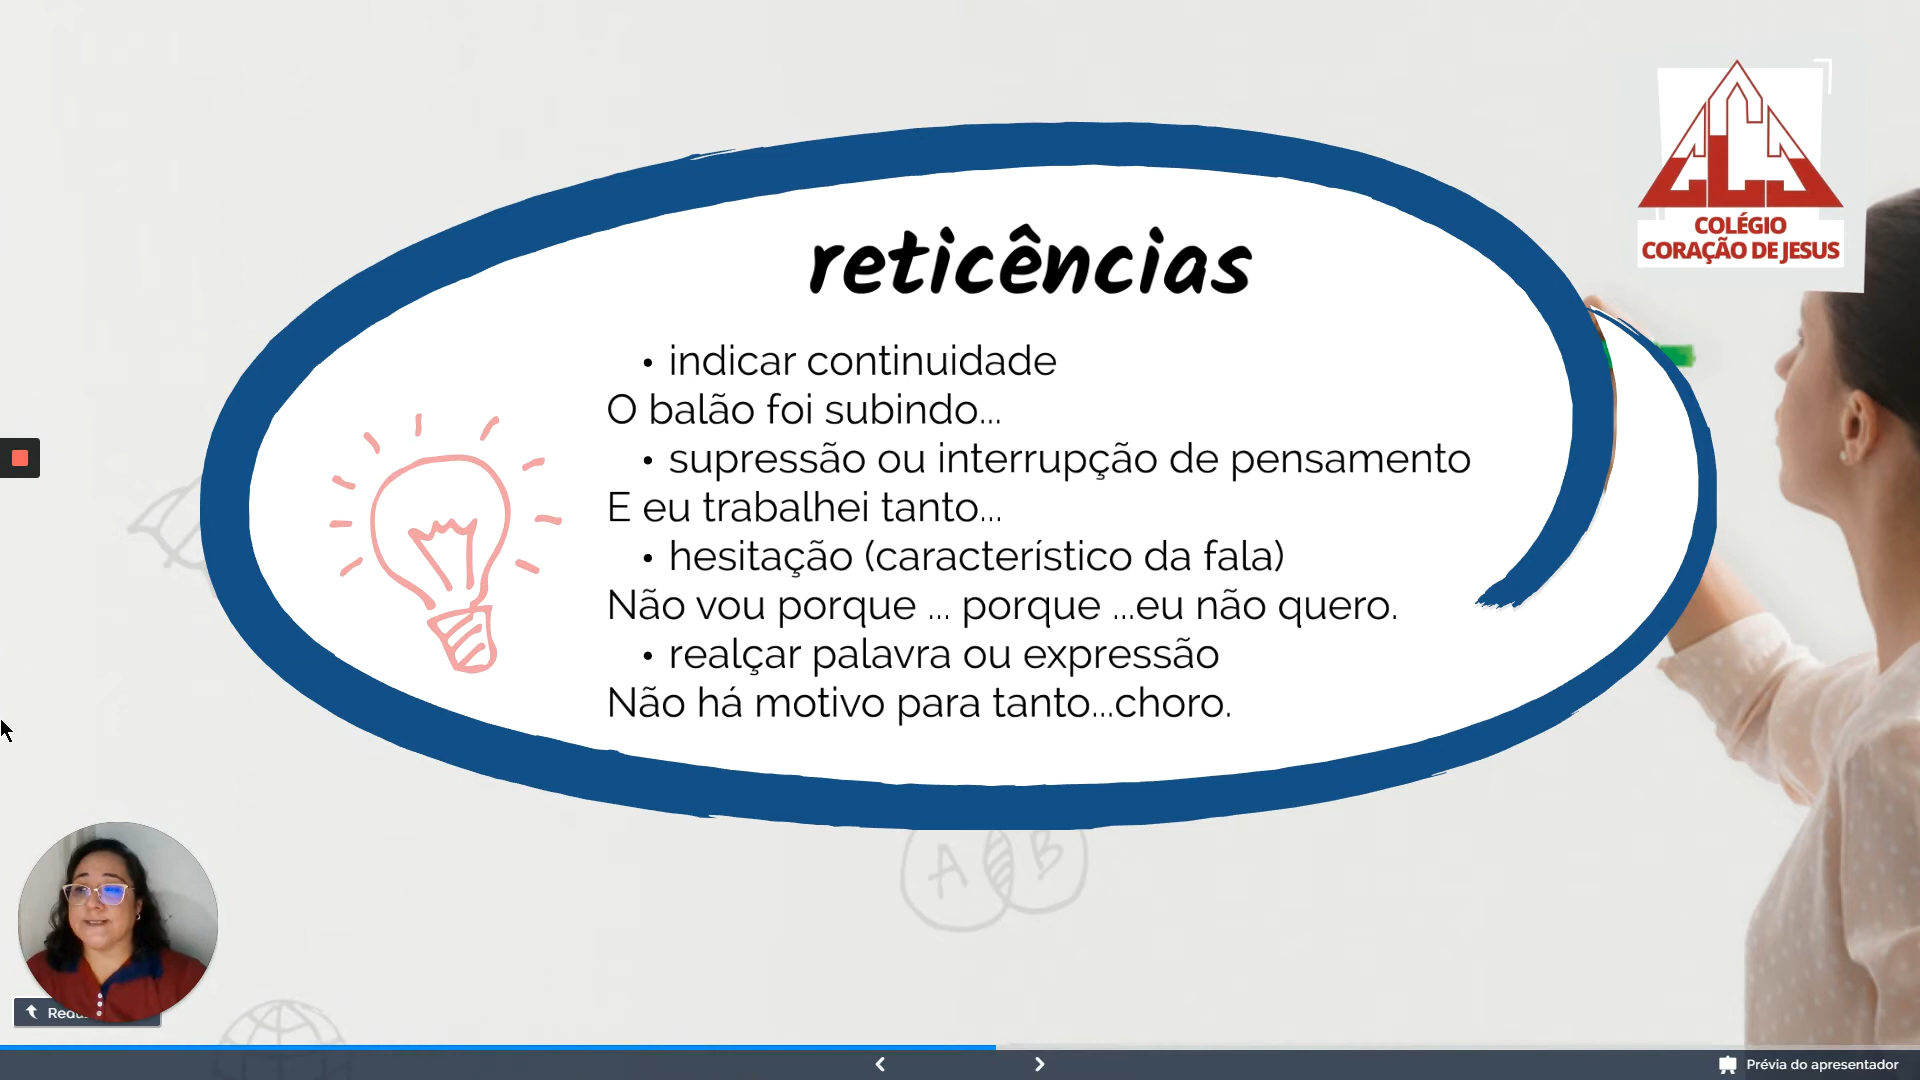 reticências
• indicar continuidade
O balão foi subindo...
• supressão ou interrupção de pensamento
E eu trabalhei tanto...
• hesitação (característico da fala)
Não vou porque ... porque ...eu não quero.
• realçar palavra ou expressão
Não há motivo para tanto...choro.
COLÉGIO
CORAÇÃO DE JESUS
A B
Prévia do apresentador